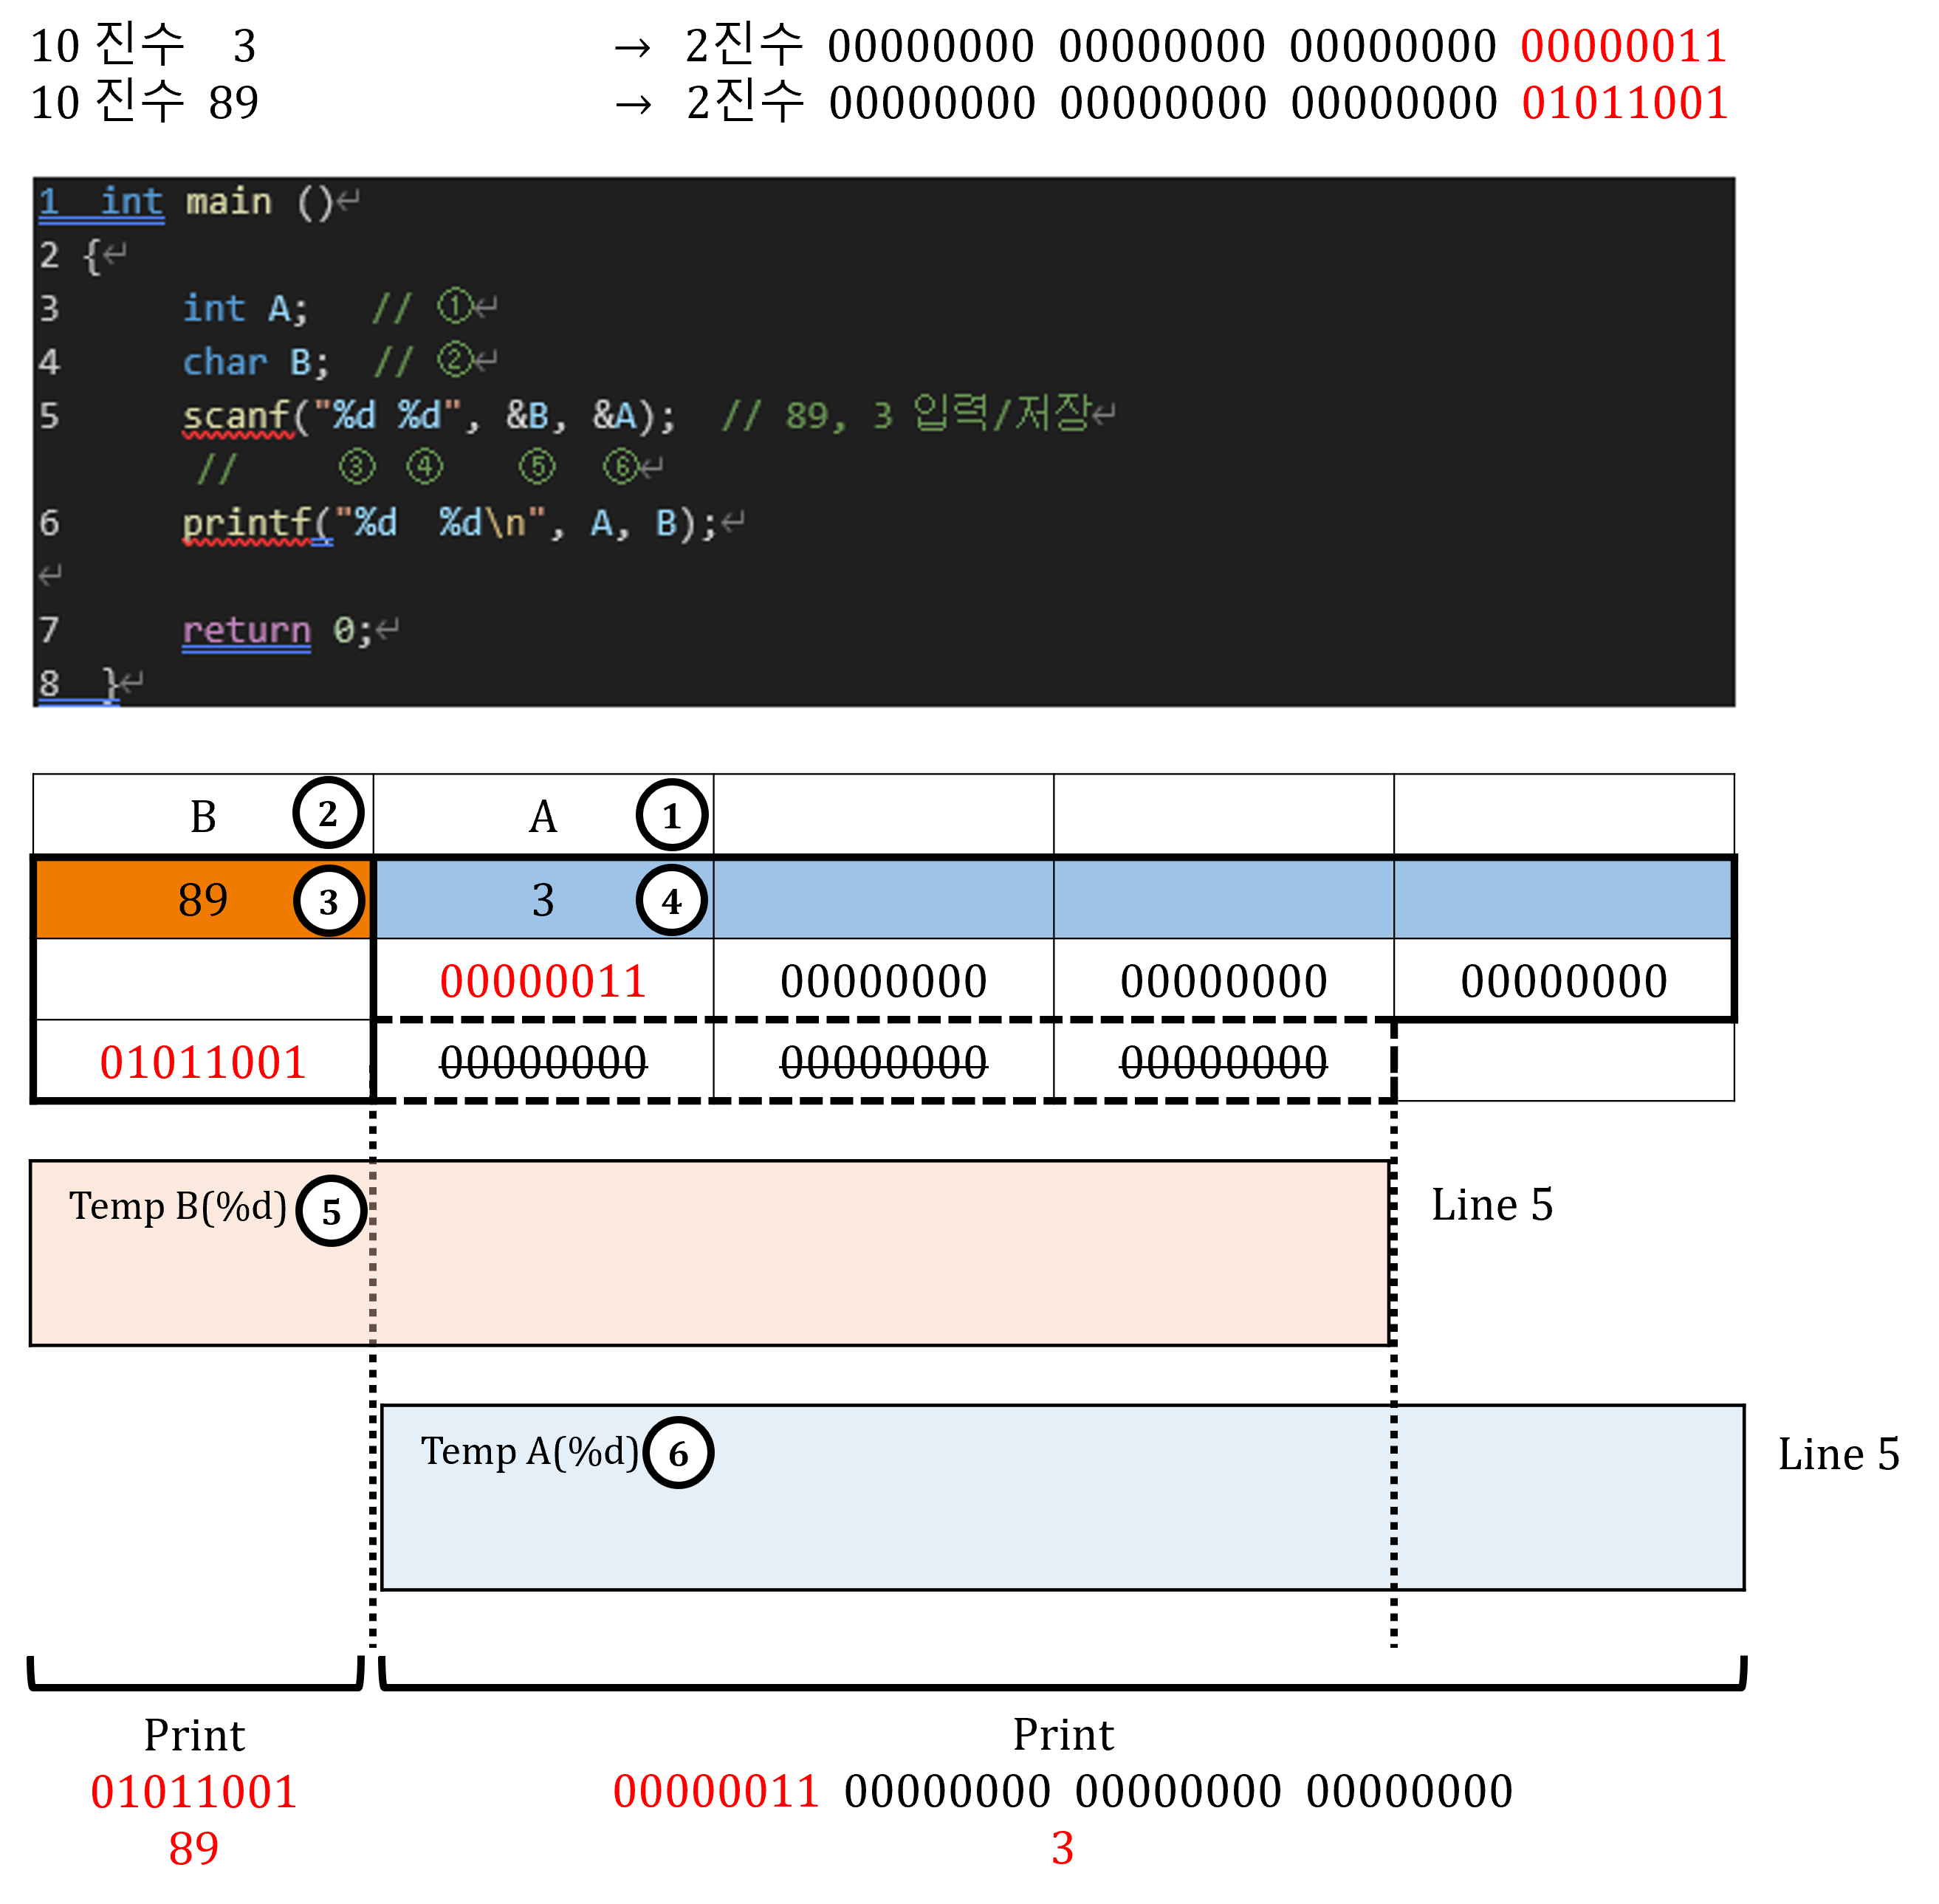 10 진수 3 → 2진수 00000000 00000000 00000000 00000011
10 진수 89 → 2진수 00000000 00000000 00000000 01011001
1 int main ()↵
2 {↵
3 int A; // ①↵
4 char B; // ②↵
5 scanf("%d %d", &B, &A); // 89, 3 입력/저장↵
// ③ ④ ⑤ ⑥↵
6 printf("%d %d\n", A, B);↵
↵
7 return 0;↵
8 }↵
B ② A ①
89 ③ 3 ④
00000011 00000000 00000000 00000000
01011001 00000000 00000000 00000000
Temp B(%d) ⑤ Line 5
Temp A(%d) ⑥ Line 5
Print Print
01011001 00000011 00000000 00000000 00000000
89 3